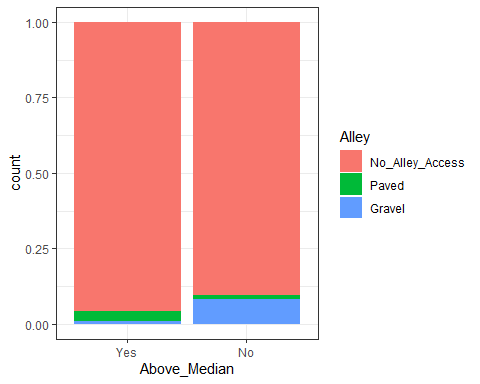 1.00
0.75
0.50
0.25
0.00
count
Yes
No
Above_Median
Alley
No_Alley_Access
Paved
Gravel